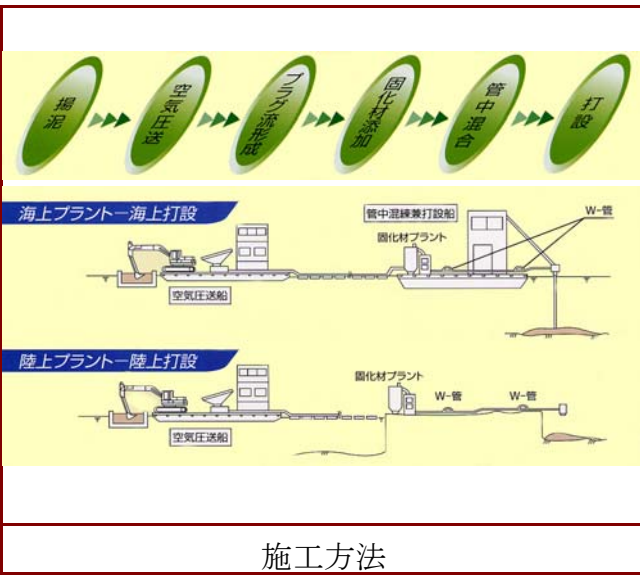 揚泥
空気圧送
プラグ流形成
固化材添加
管中混合
打設
海上プラントー海上打設
管中混練兼打設船
W-管
固化材プラント
空気圧送船
陸上プラントー陸上打設
固化材プラント
W-管
W-管
空気圧送船
施工方法